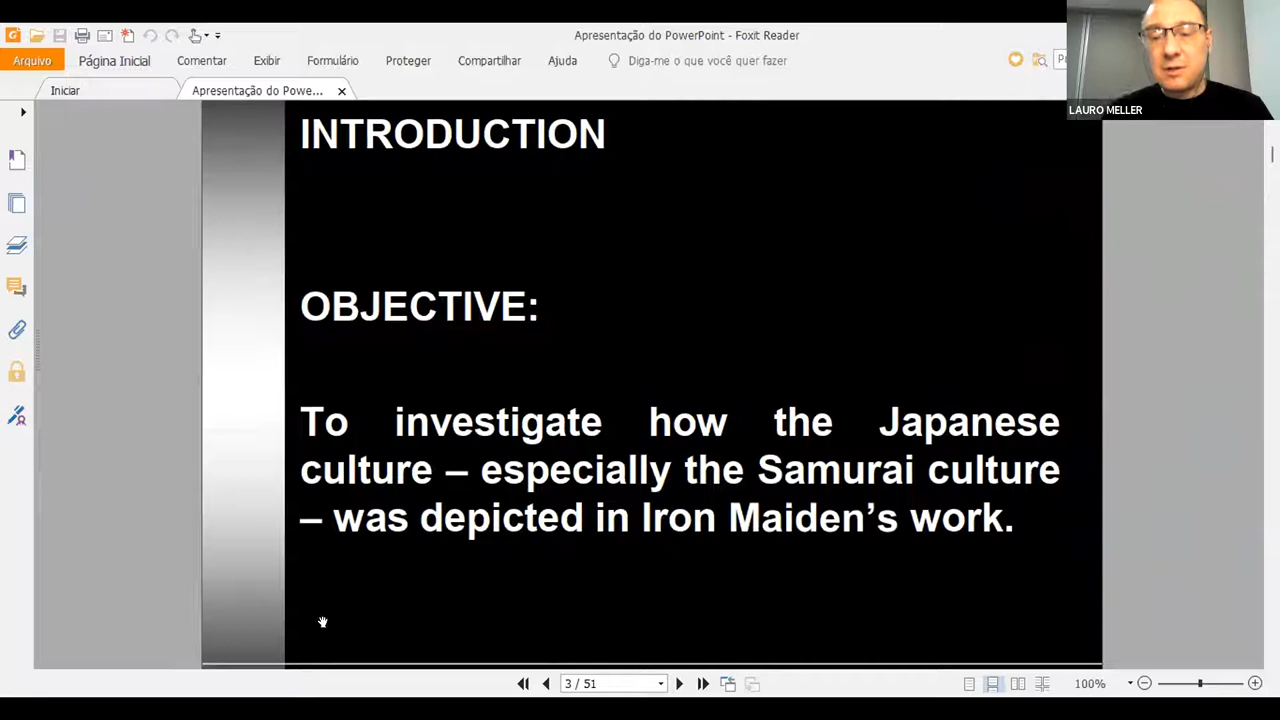 Apresentação do PowerPoint - Foxit Reader
Arquivo Página Inicial Comentar Exibir Formulário Proteger Compartilhar Ajuda Diga-me o que você quer fazer
Iniciar Apresentação do Powe...
LAURO MELLER
INTRODUCTION
OBJECTIVE:
To investigate how the Japanese
culture – especially the Samurai culture
– was depicted in Iron Maiden’s work.
3 / 51
100%